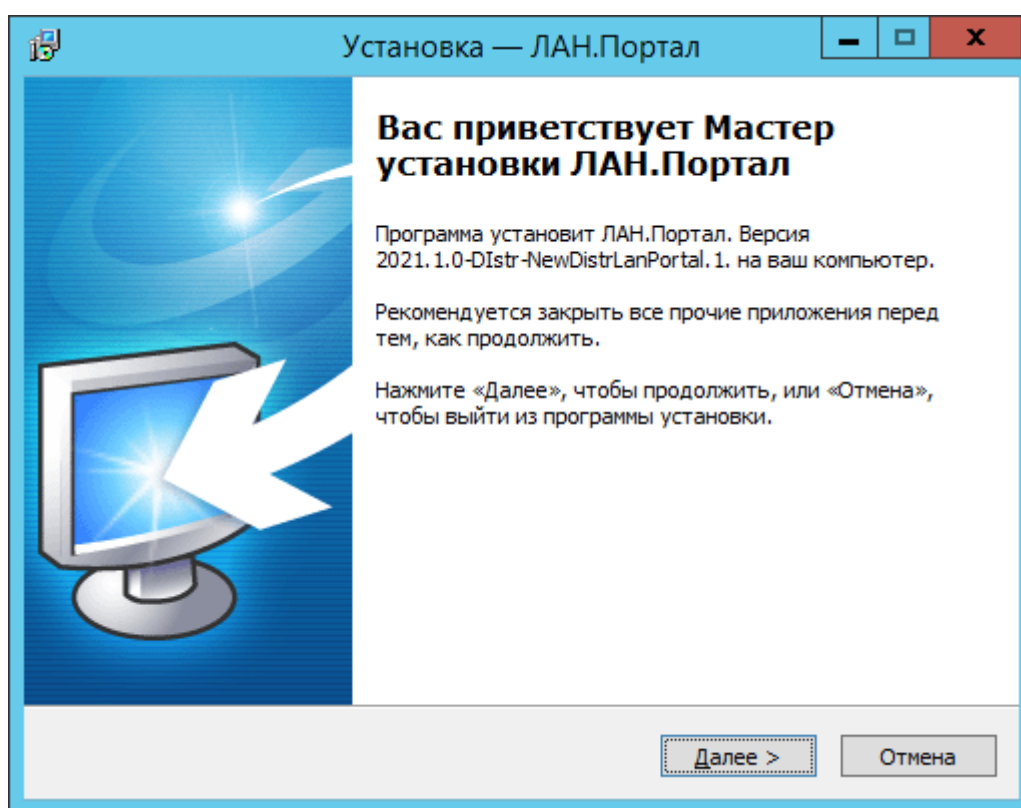 Установка — ЛАН.Портал
Вас приветствует Мастер
установки ЛАН.Портал
Программа установит ЛАН.Портал. Версия
2021.1.0-DIstr-NewDistrLanPortal.1. на ваш компьютер.
Рекомендуется закрыть все прочие приложения перед
тем, как продолжить.
Нажмите «Далее», чтобы продолжить, или «Отмена»,
чтобы выйти из программы установки.
Далее >
Отмена